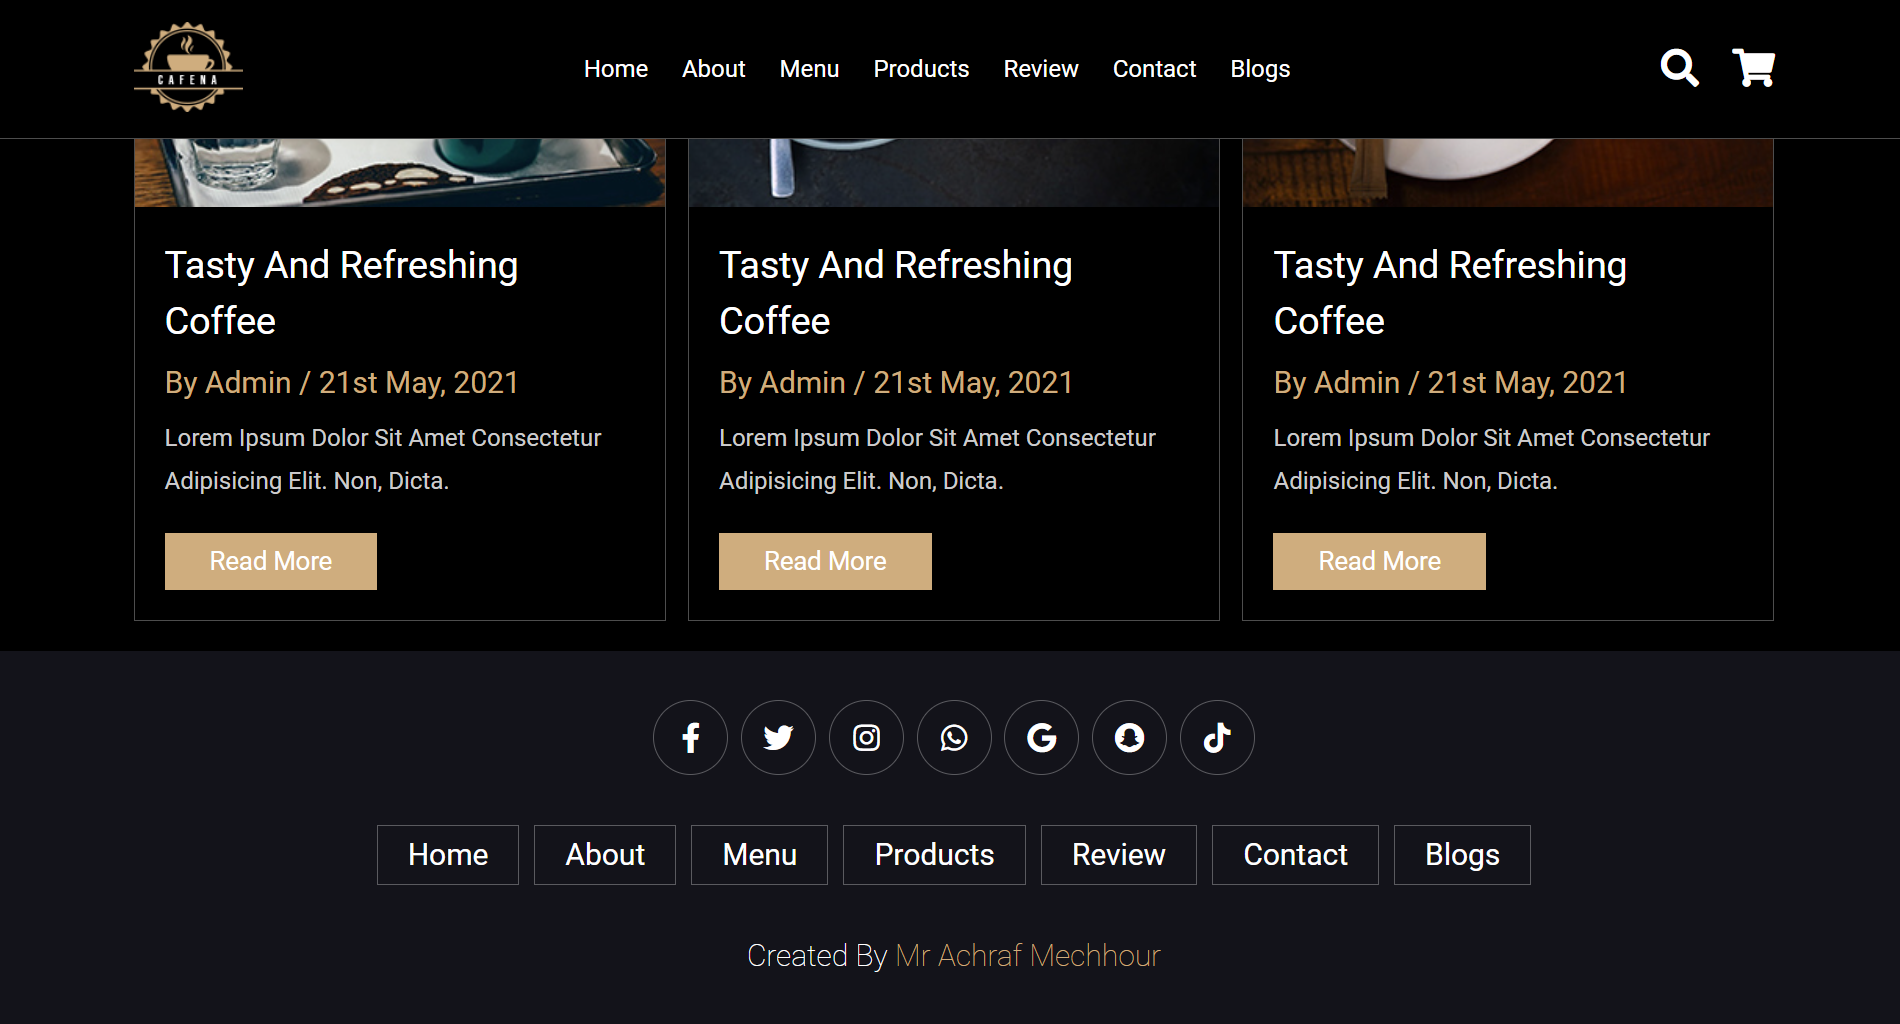 CAFENA
Home About Menu Products Review Contact Blogs
Tasty And Refreshing
Coffee
By Admin / 21st May, 2021
Lorem Ipsum Dolor Sit Amet Consectetur
Adipisicing Elit. Non, Dicta.
Read More
Tasty And Refreshing
Coffee
By Admin / 21st May, 2021
Lorem Ipsum Dolor Sit Amet Consectetur
Adipisicing Elit. Non, Dicta.
Read More
Tasty And Refreshing
Coffee
By Admin / 21st May, 2021
Lorem Ipsum Dolor Sit Amet Consectetur
Adipisicing Elit. Non, Dicta.
Read More
Home About Menu Products Review Contact Blogs
Created By Mr Achraf Mechhour